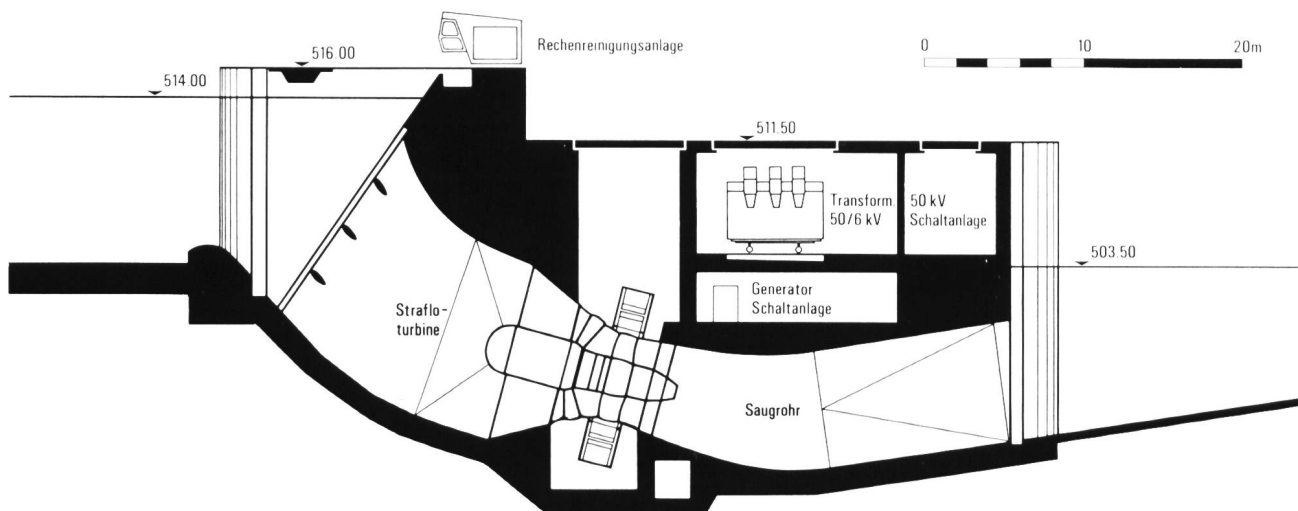 Rechenreinigungsanlage
0 10 20m
516.00
514.00
511.50
Transform.
50/6 kV
50 kV
Schaltanlage
503.50
Generator
Schaltanlage
Straflo-
turbine
Saugrohr